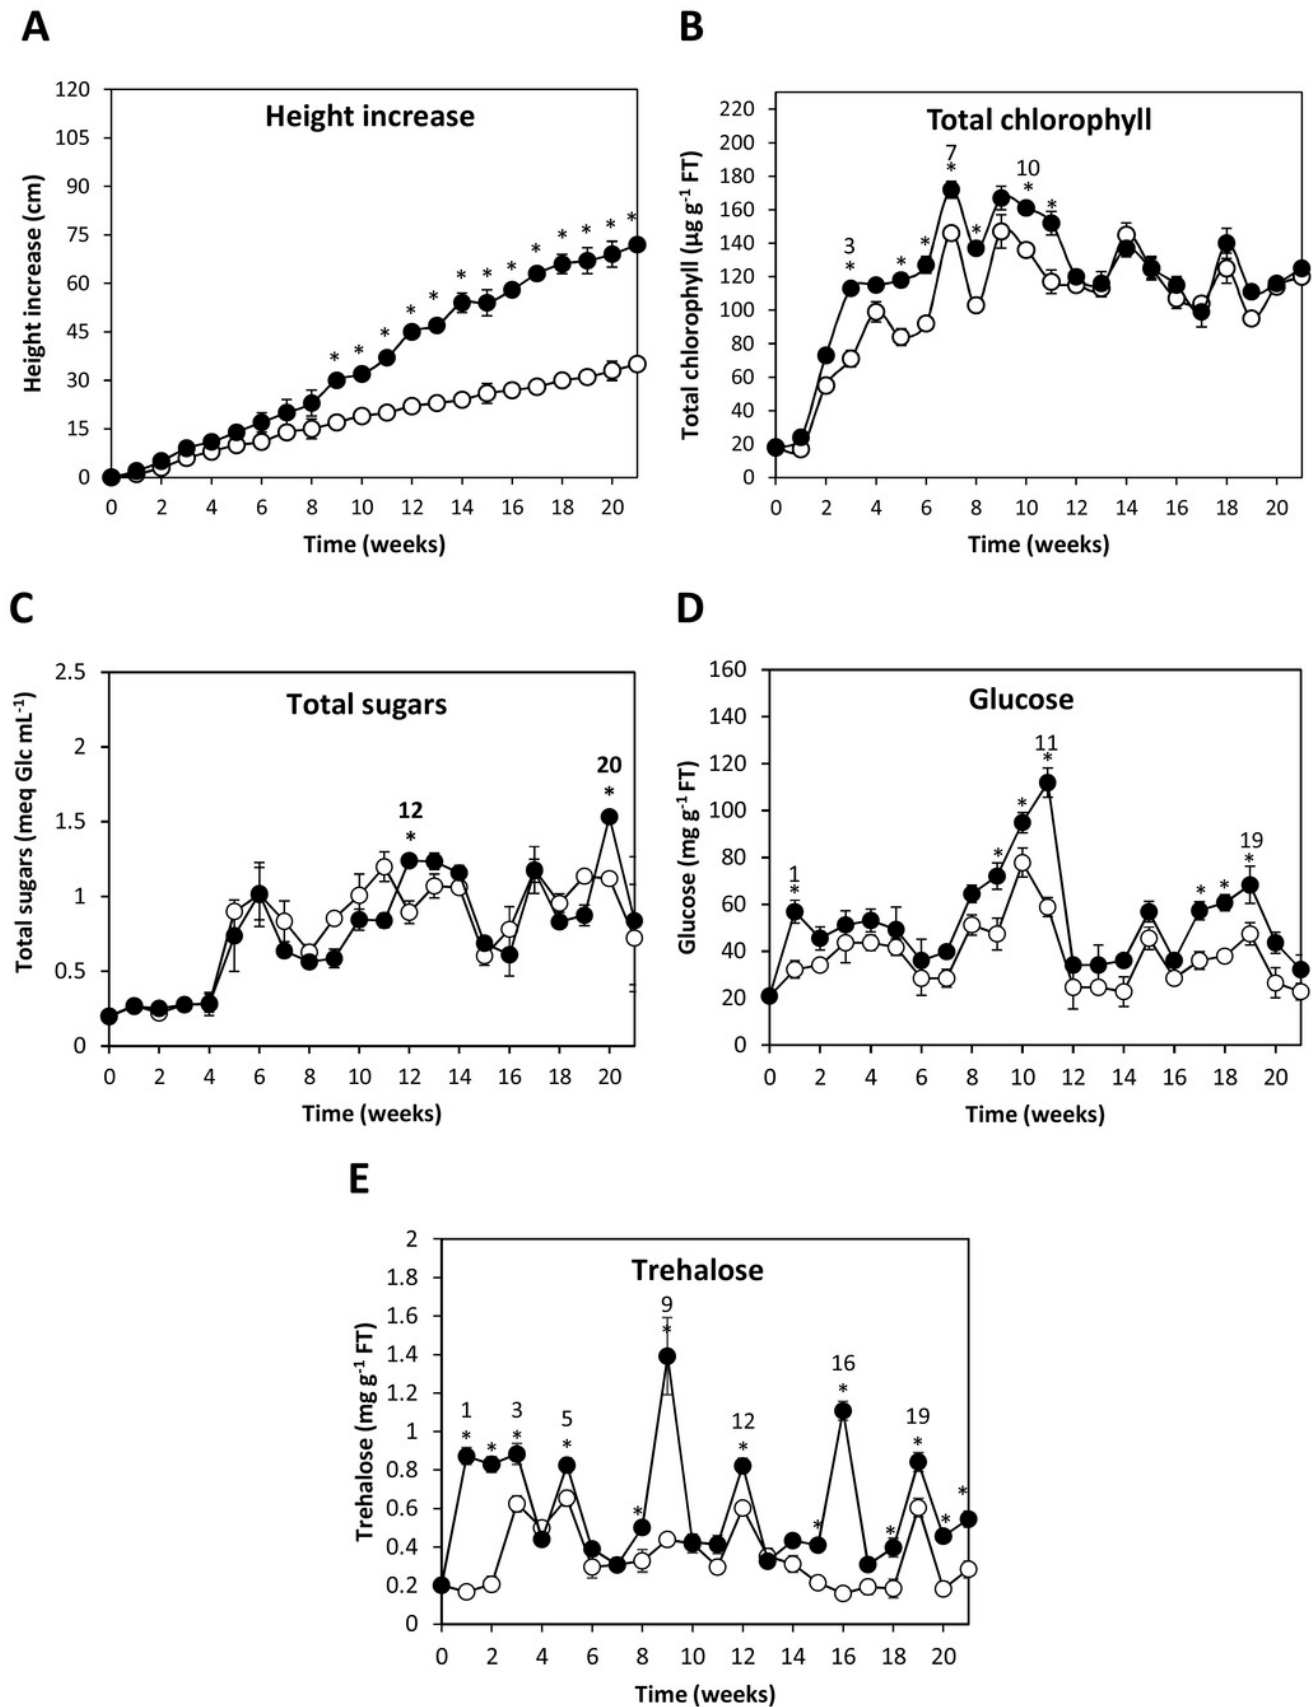 A
Height increase
Height increase (cm)
120
105
90
75
60
45
30
15
0
* * * * * * * * * * * * *
0 2 4 6 8 10 12 14 16 18 20
Time (weeks)
B
Total chlorophyll
Total chlorophyll (µg g-1 FT)
220
200
180
160
140
120
100
80
60
40
20
0
3
7
10
* * * * * * *
0 2 4 6 8 10 12 14 16 18 20
Time (weeks)
C
Total sugars
Total sugars (meq Glc mL-1)
2.5
2
1.5
1
0.5
0
12
*
20
*
0 2 4 6 8 10 12 14 16 18 20
Time (weeks)
D
Glucose
Glucose (mg g-1 FT)
160
140
120
100
80
60
40
20
0
1
11
19
* * * * * * *
0 2 4 6 8 10 12 14 16 18 20
Time (weeks)
E
Trehalose
Trehalose (mg g-1 FT)
2
1.8
1.6
1.4
1.2
1
0.8
0.6
0.4
0.2
0
1
3
5
9
12
16
19
* * * * * * * * * * * * *
0 2 4 6 8 10 12 14 16 18 20
Time (weeks)